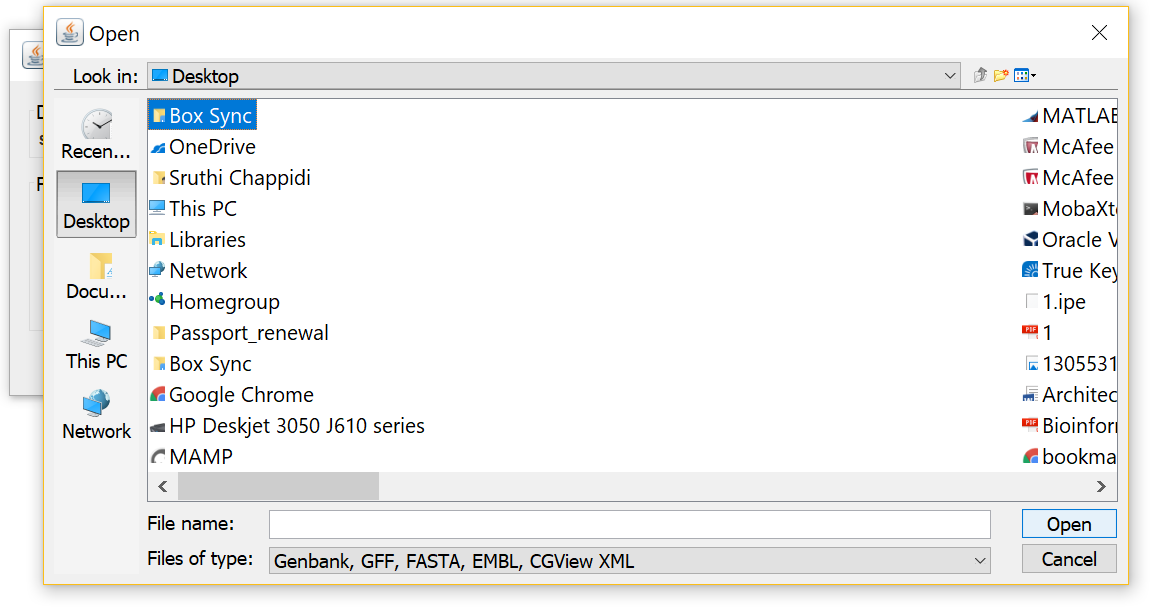 Open
Look in: Desktop
Recen...
Desktop
Docu...
This PC
Network
Box Sync
OneDrive
Sruthi Chappidi
This PC
Libraries
Network
Homegroup
Passport_renewal
Box Sync
Google Chrome
HP Deskjet 3050 J610 series
MAMP
MATLAB
McAfee
McAfee
MobaXte
Oracle V
True Key
1.ipe
1
1305531
Architec
Bioinfor
bookma
File name:
Open
Files of type: Genbank, GFF, FASTA, EMBL, CGView XML
Cancel